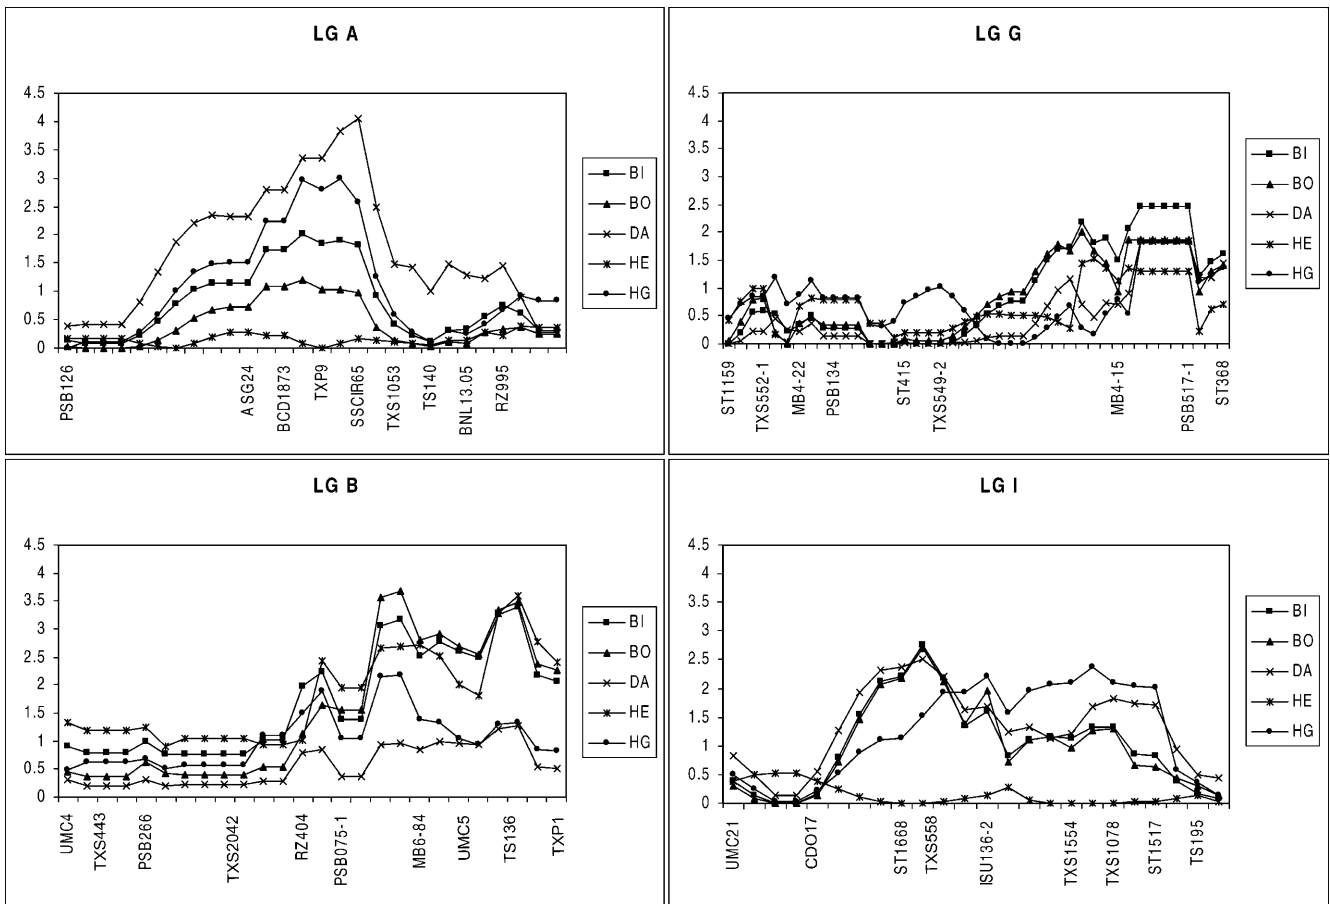 LG A
4.5
4
3.5
3
2.5
2
1.5
1
0.5
0
PSB126
ASG24
BCD1873
TXP9
SSCIR65
TXS1053
TS140
BNL13.05
RZ995
BI
BO
DA
HE
HG
LG G
4.5
4
3.5
3
2.5
2
1.5
1
0.5
0
ST1159
TXS552-1
MB4-22
PSB134
ST415
TXS549-2
MB4-15
PSB517-1
ST368
BI
BO
DA
HE
HG
LG B
4.5
4
3.5
3
2.5
2
1.5
1
0.5
0
UMC4
TXS443
PSB266
TXS2042
RZ404
PSB075-1
MB6-84
UMC5
TS136
TXP1
BI
BO
DA
HE
HG
LG I
4.5
4
3.5
3
2.5
2
1.5
1
0.5
0
UMC21
CDO17
ST1668
TXS558
ISU136-2
TXS1554
TXS1078
ST1517
TS195
BI
BO
DA
HE
HG